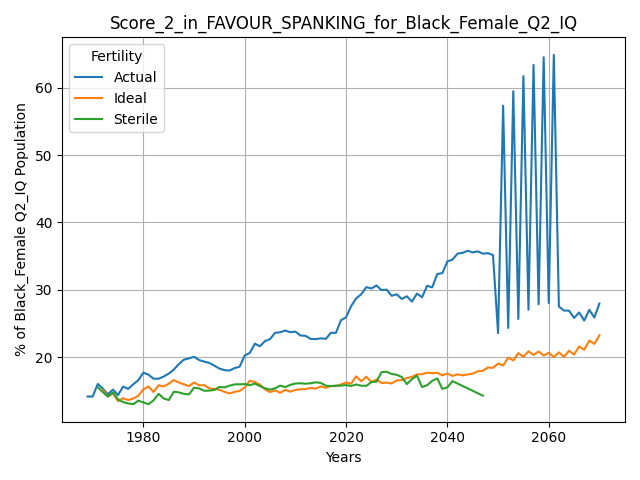 Score_2_in_FAVOUR_SPANKING_for_Black_Female_Q2_IQ
% of Black_Female Q2_IQ Population
60
50
40
30
20
Fertility
Actual
Ideal
Sterile
1980
2000
2020
2040
2060
Years